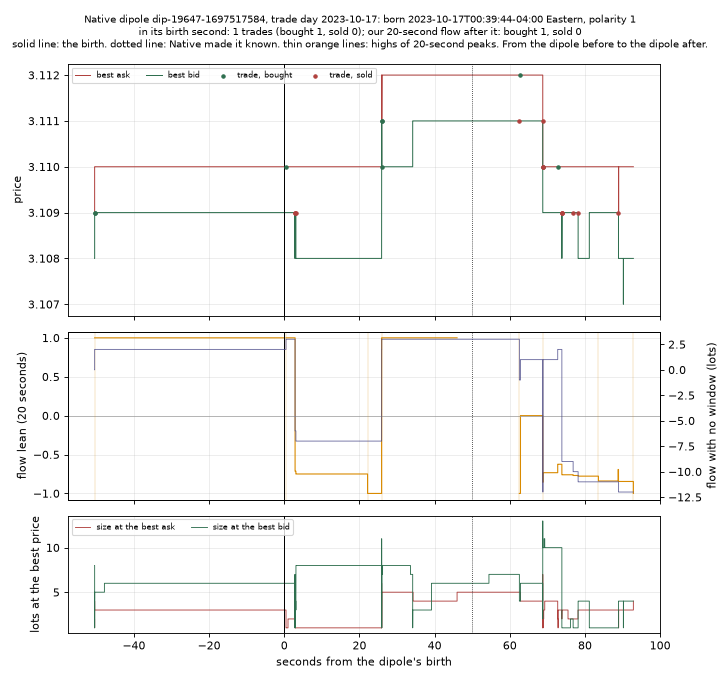 Native dipole dip-19647-1697517584, trade day 2023-10-17: born 2023-10-17T00:39:44-04:00 Eastern, polarity 1
in its birth second: 1 trades (bought 1, sold 0); our 20-second flow after it: bought 1, sold 0
solid line: the birth. dotted line: Native made it known. thin orange lines: highs of 20-second peaks. From the dipole before to the dipole after.
best ask
best bid
trade, bought
trade, sold
3.112
3.111
3.110
3.109
3.108
3.107
price
1.0
0.5
0.0
−0.5
−1.0
flow lean (20 seconds)
2.5
0.0
−2.5
−5.0
−7.5
−10.0
−12.5
flow with no window (lots)
size at the best ask
size at the best bid
10
5
lots at the best price
−40
−20
0
20
40
60
80
100
seconds from the dipole's birth